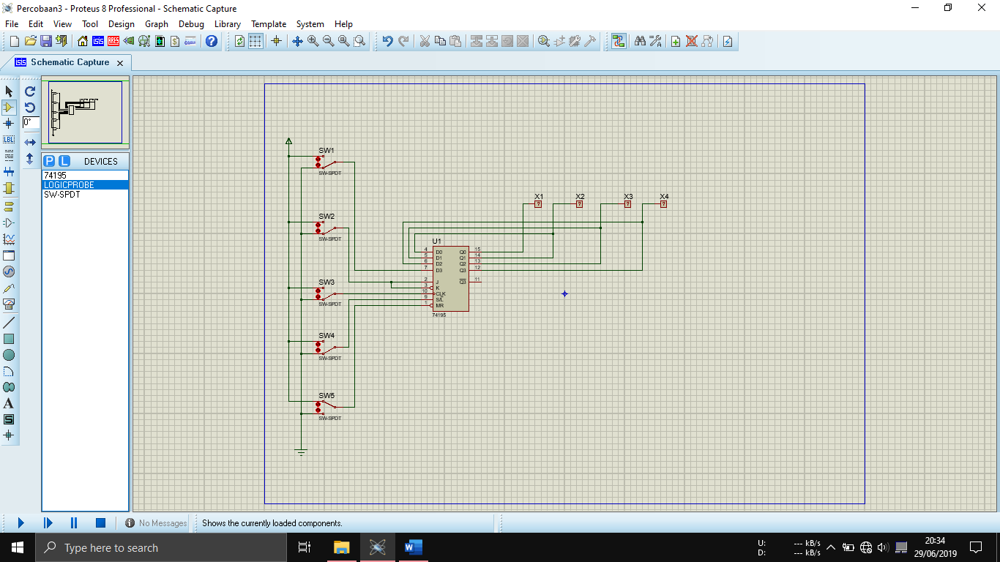 Percobaan3 - Proteus 8 Professional - Schematic Capture
File Edit View Tool Design Graph Debug Library Template System Help
Schematic Capture
0°
LBL
P L DEVICES
74195
LOGICPROBE
SW-SPDT
SW1
SW-SPDT
X1 X2 X3 X4
? ? ? ?
SW2
SW-SPDT
U1
4 D0 Q0 15
5 D1 Q1 14
6 D2 Q2 13
7 D3 Q3 12
2 J Q3 11
3 K
10 CLK
9 S/L
1 MR
74195
SW3
SW-SPDT
SW4
SW-SPDT
SW5
SW-SPDT
A
S
No Messages Shows the currently loaded components.
Type here to search
U: --- kB/s
D: --- kB/s
20:34
29/06/2019